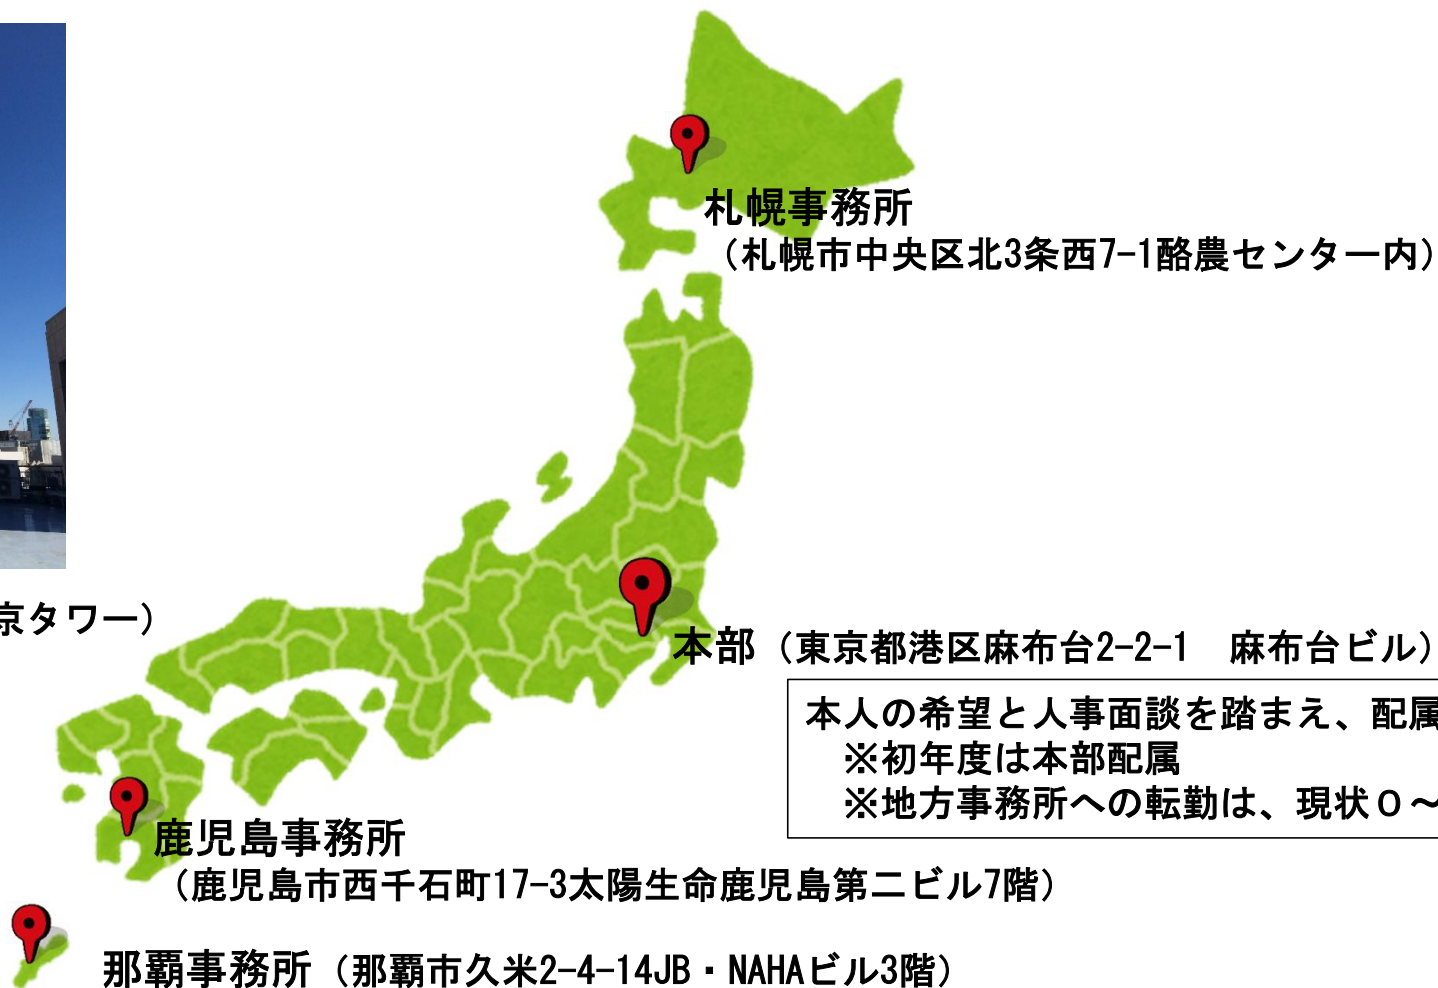 札幌事務所
（札幌市中央区北3条西7-1酪農センター内）
京タワー）
本部（東京都港区麻布台2-2-1　麻布台ビル）
本人の希望と人事面談を踏まえ、配属
※初年度は本部配属
※地方事務所への転勤は、現状０～
鹿児島事務所
（鹿児島市西千石町17-3太陽生命鹿児島第二ビル7階）
那覇事務所（那覇市久米2-4-14JB・NAHAビル3階）